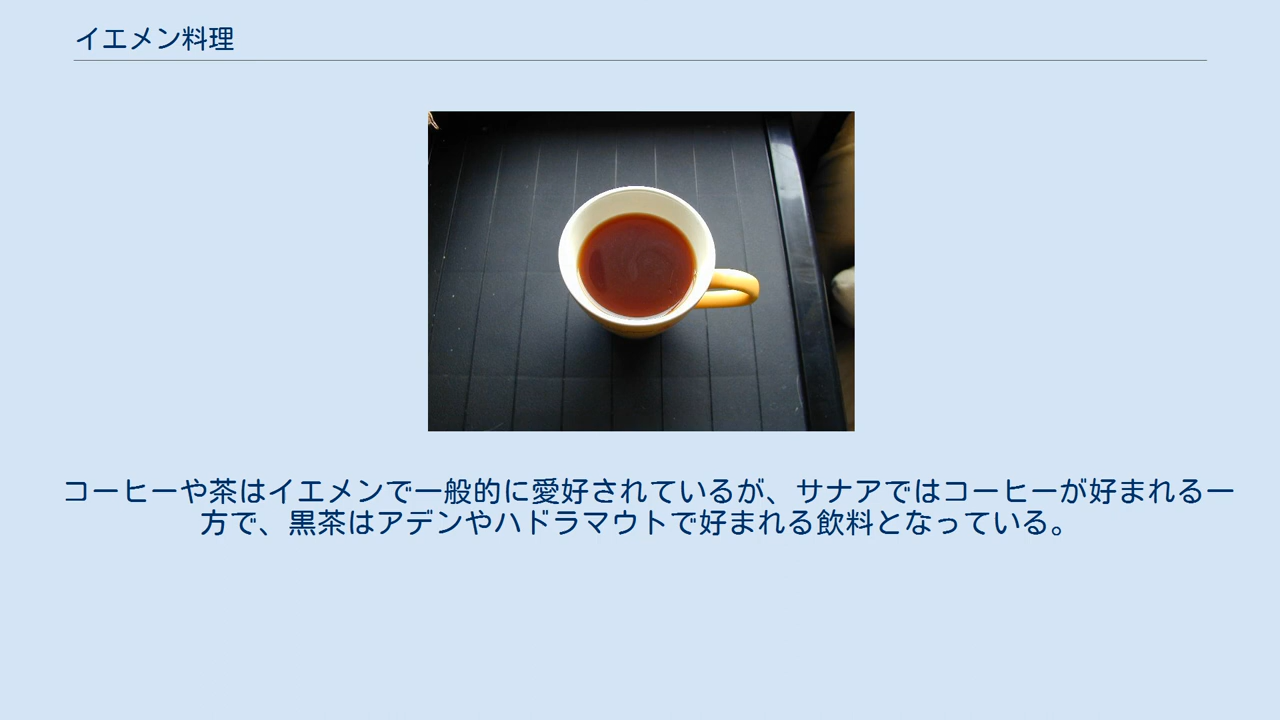 イエメン料理
コーヒーや茶はイエメンで一般的に愛好されているが、サナアではコーヒーが好まれる一
方で、黒茶はアデンやハドラマウトで好まれる飲料となっている。